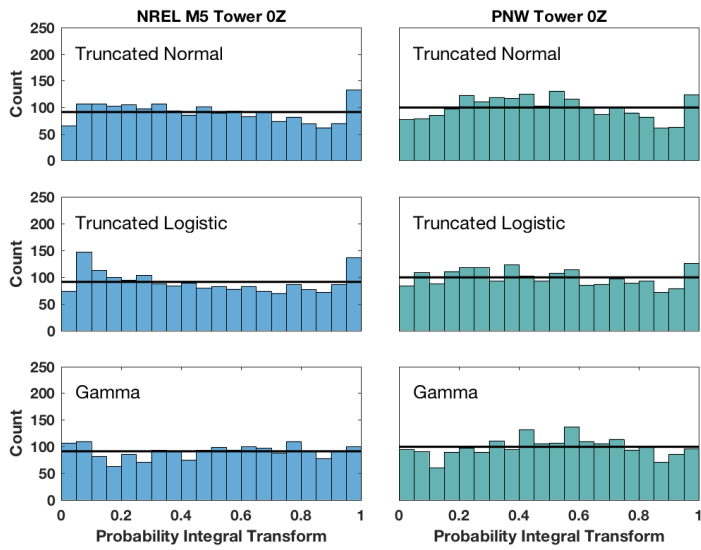 NREL M5 Tower 0Z
PNW Tower 0Z
250
200
150
100
50
0
Count
Truncated Normal
Truncated Normal
250
200
150
100
50
0
Count
Truncated Logistic
Truncated Logistic
250
200
150
100
50
0
Count
Gamma
Gamma
0 0.2 0.4 0.6 0.8 1
0 0.2 0.4 0.6 0.8 1
Probability Integral Transform
Probability Integral Transform